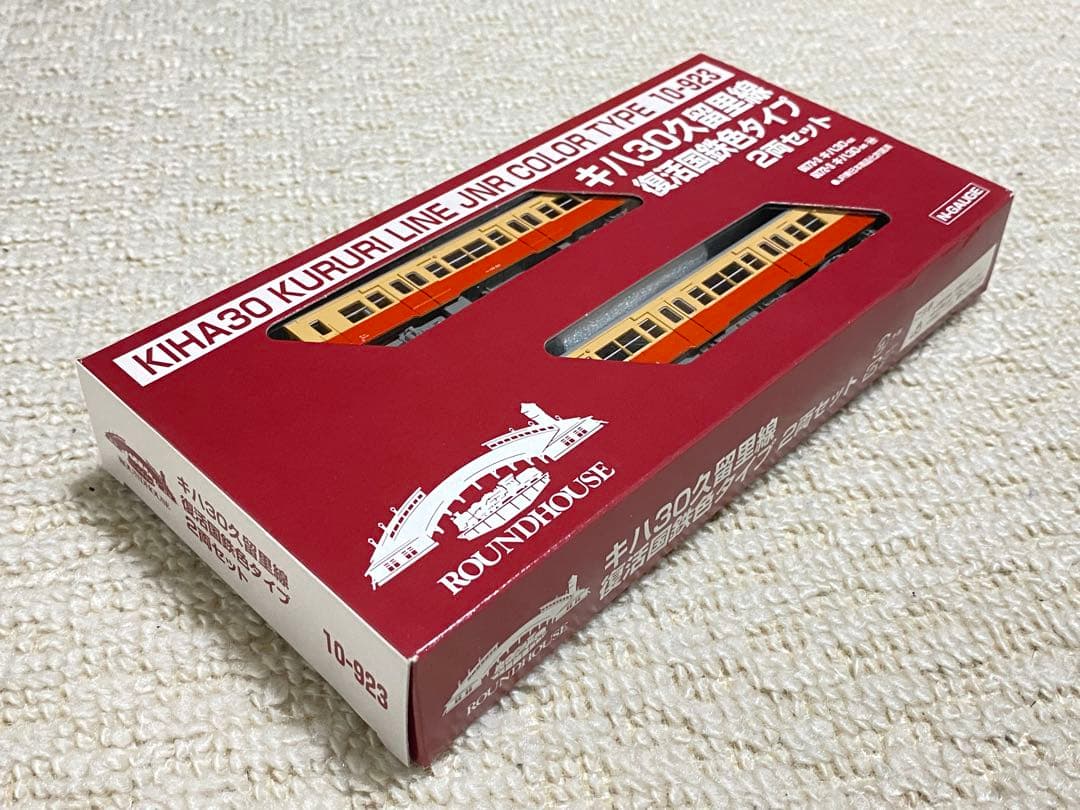 KIHA30 KURURI LINE JNR COLOR TYPE 10-923
キハ30久留里線
復活国鉄色タイプ
2両セット
N-GAUGE
ROUNDHOUSE
キハ30久留里線
復活国鉄色タイプ 2両セット
ROUNDHOUSE
ROUNDHOUSE
キハ30久留里線
復活国鉄色タイプ
2両セット
10-923